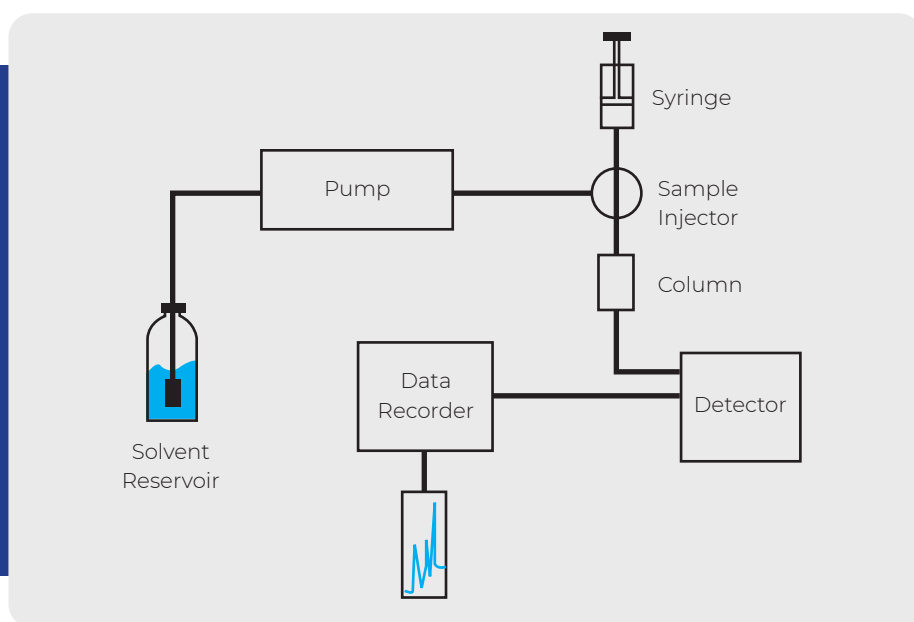 Syringe
Pump
Sample
Injector
Column
Data
Recorder
Detector
Solvent
Reservoir